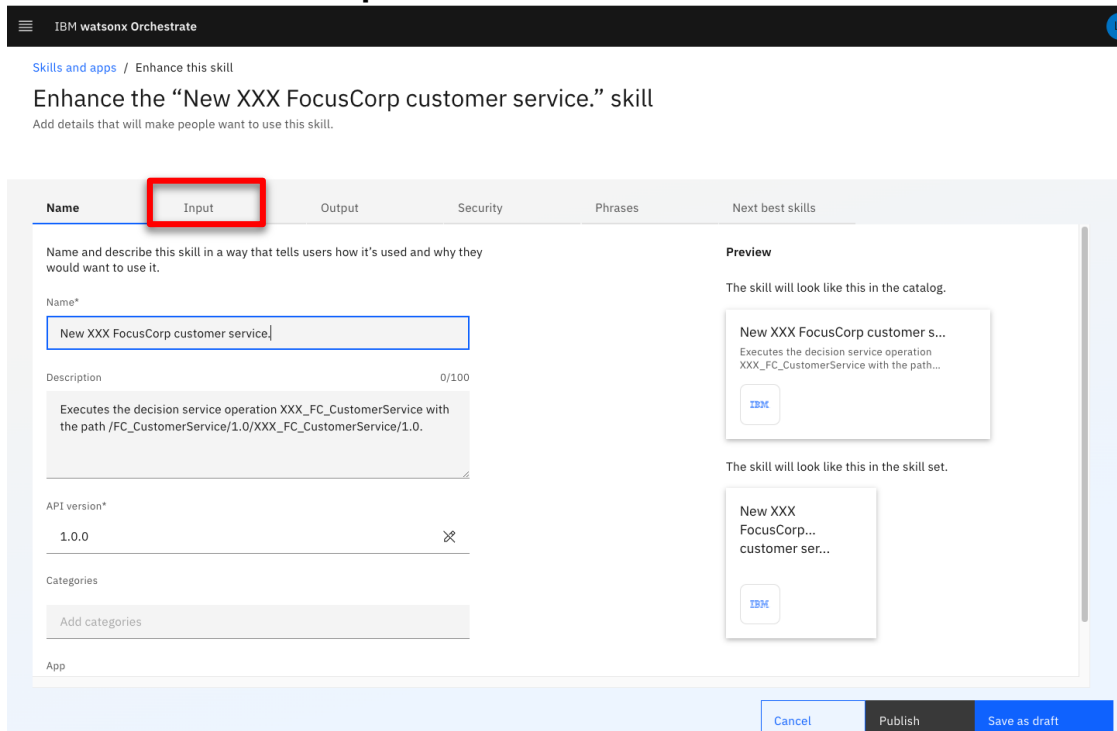 IBM watsonx Orchestrate
Skills and apps / Enhance this skill
Enhance the “New XXX FocusCorp customer service.” skill
Add details that will make people want to use this skill.
Name Input Output Security Phrases Next best skills
Name and describe this skill in a way that tells users how it's used and why they
would want to use it.
Name*
New XXX FocusCorp customer service.
Description 0/100
Executes the decision service operation XXX_FC_CustomerService with
the path /FC_CustomerService/1.0/XXX_FC_CustomerService/1.0.
API version*
1.0.0
Categories
Add categories
App
Preview
The skill will look like this in the catalog.
New XXX FocusCorp customer s...
Executes the decision service operation
XXX_FC_CustomerService with the path...
IBM
The skill will look like this in the skill set.
New XXX
FocusCorp...
customer ser...
IBM
Cancel Publish Save as draft